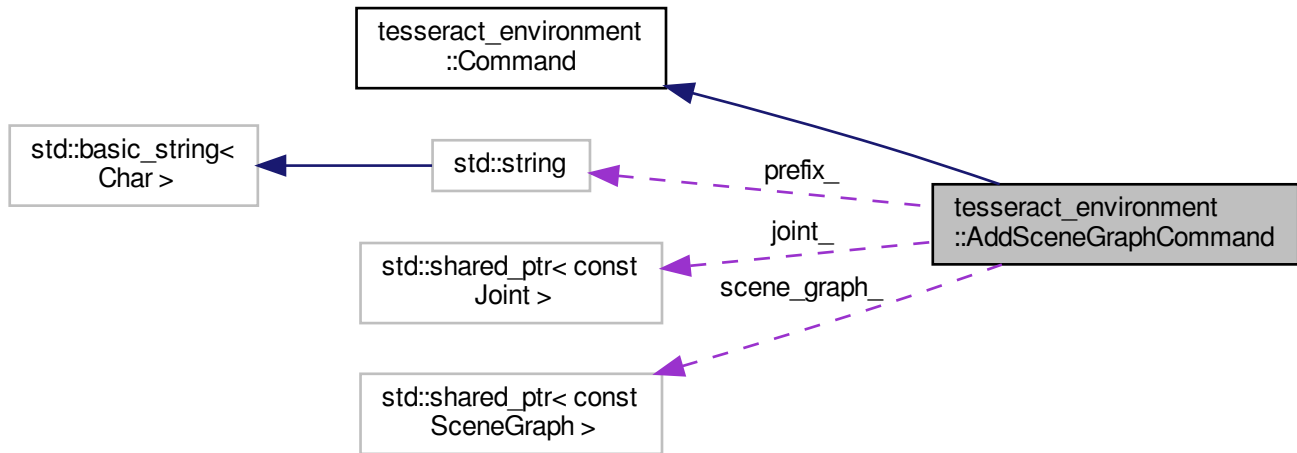 tesseract_environment
::Command
std::basic_string<
Char >
std::string
prefix_
tesseract_environment
::AddSceneGraphCommand
joint_
std::shared_ptr< const
Joint >
scene_graph_
std::shared_ptr< const
SceneGraph >